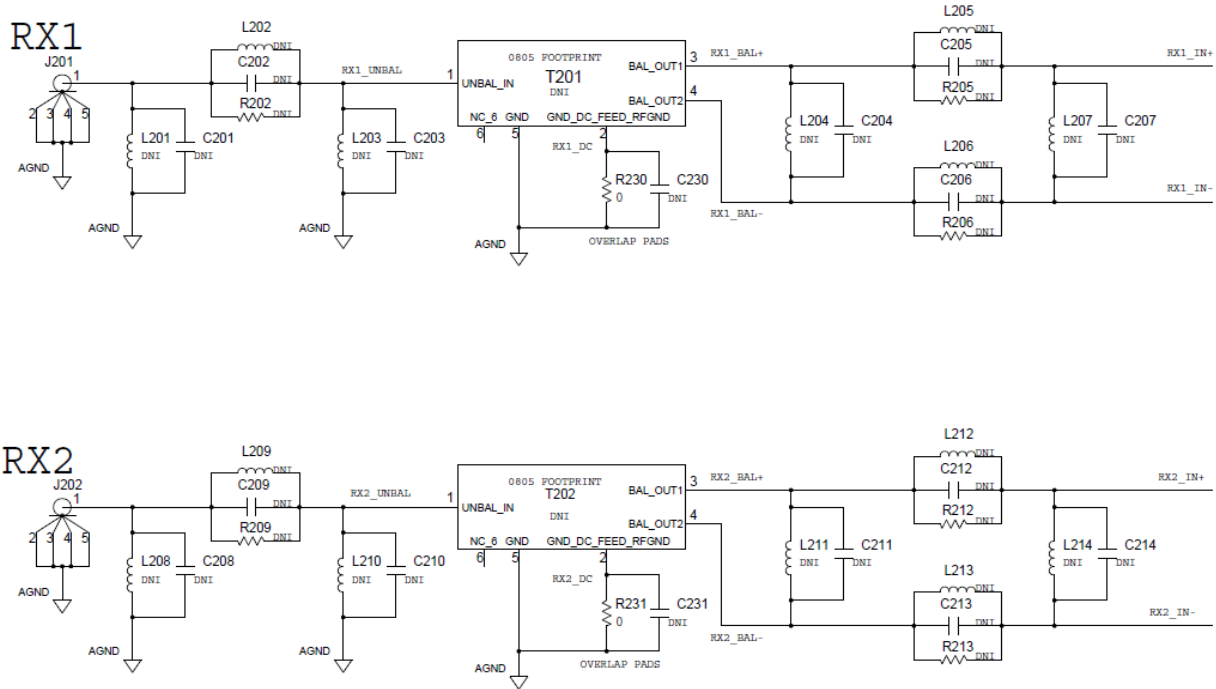 RX1
J201
1
2 3 4 5
AGND
L201
DNI
C201
DNI
AGND
L202
DNI
C202
DNI
R202
DNI
RX1_UNBAL
L203
DNI
C203
DNI
AGND
1
0805 FOOTPRINT
T201
DNI
UNBAL_IN
BAL_OUT1
BAL_OUT2
NC_6 GND GND_DC_FEED_RFGND
6
5
2
3
4
RX1_DC
R230
0
C230
DNI
AGND
OVERLAP PADS
RX1_BAL+
RX1_BAL-
L204
DNI
C204
DNI
L205
DNI
C205
DNI
R205
DNI
L206
DNI
C206
DNI
R206
DNI
L207
DNI
C207
DNI
RX1_IN+
RX1_IN-
RX2
J202
1
2 3 4 5
AGND
L208
DNI
C208
DNI
AGND
L209
DNI
C209
DNI
R209
DNI
RX2_UNBAL
L210
DNI
C210
DNI
AGND
1
0805 FOOTPRINT
T202
DNI
UNBAL_IN
BAL_OUT1
BAL_OUT2
NC_6 GND GND_DC_FEED_RFGND
6
5
2
3
4
RX2_DC
R231
0
C231
DNI
AGND
OVERLAP PADS
RX2_BAL+
RX2_BAL-
L211
DNI
C211
DNI
L212
DNI
C212
DNI
R212
DNI
L213
DNI
C213
DNI
R213
DNI
L214
DNI
C214
DNI
RX2_IN+
RX2_IN-